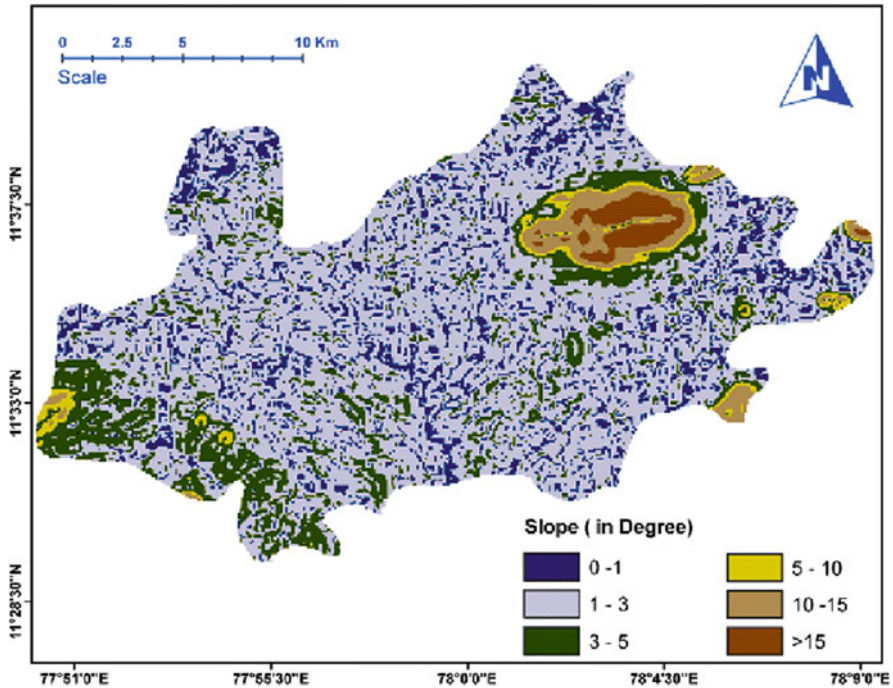 0 2.5 5 10 Km
Scale
N
11°37'30"N
11°33'0"N
11°28'30"N
Slope ( in Degree)
0 -1
1 - 3
3 - 5
5 - 10
10 -15
>15
77°51'0"E 77°55'30"E 78°0'0"E 78°4'30"E 78°9'0"E